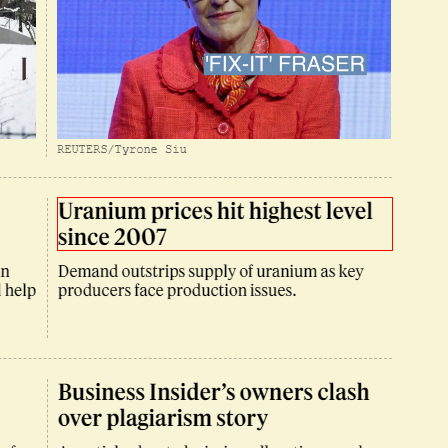 'FIX-IT' FRASER
REUTERS/Tyrone Siu
Uranium prices hit highest level
since 2007
n
Demand outstrips supply of uranium as key
help
producers face production issues.
Business Insider's owners clash
over plagiarism story